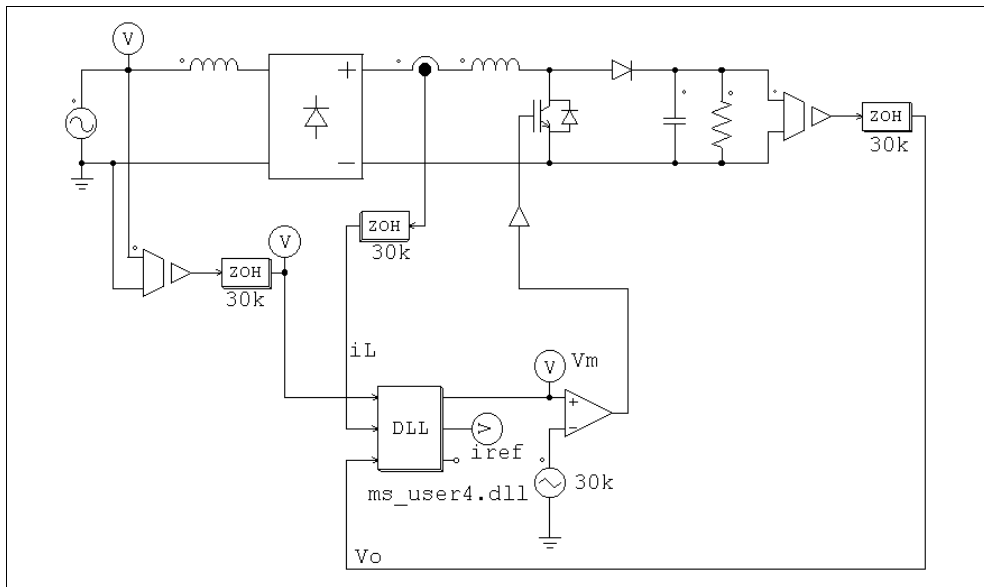 V
+
−
ZOH
30k
ZOH
30k
V
ZOH
30k
iL
V
Vm
DLL
+
−
V
iref
30k
ms_user4.dll
Vo